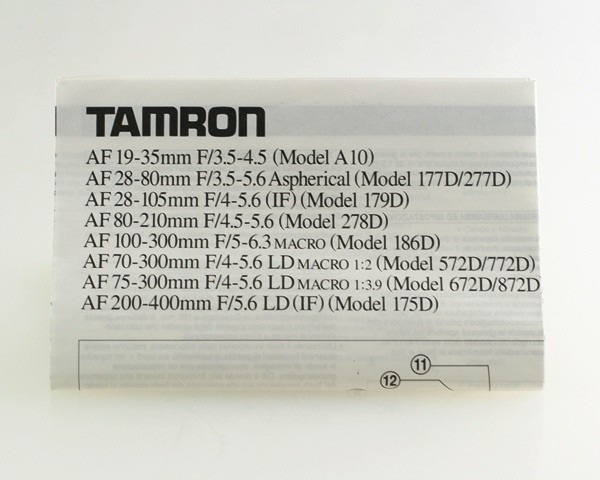 TAMRON
AF 19-35mm F/3.5-4.5 (Model A10)
AF 28-80mm F/3.5-5.6 Aspherical (Model 177D/277D)
AF 28-105mm F/4-5.6 (IF) (Model 179D)
AF 80-210mm F/4.5-5.6 (Model 278D)
AF 100-300mm F/5-6.3 MACRO (Model 186D)
AF 70-300mm F/4-5.6 LD MACRO 1:2 (Model 572D/772D)
AF 75-300mm F/4-5.6 LD MACRO 1:3.9 (Model 672D/872D
AF 200-400mm F/5.6 LD (IF) (Model 175D)
11
12